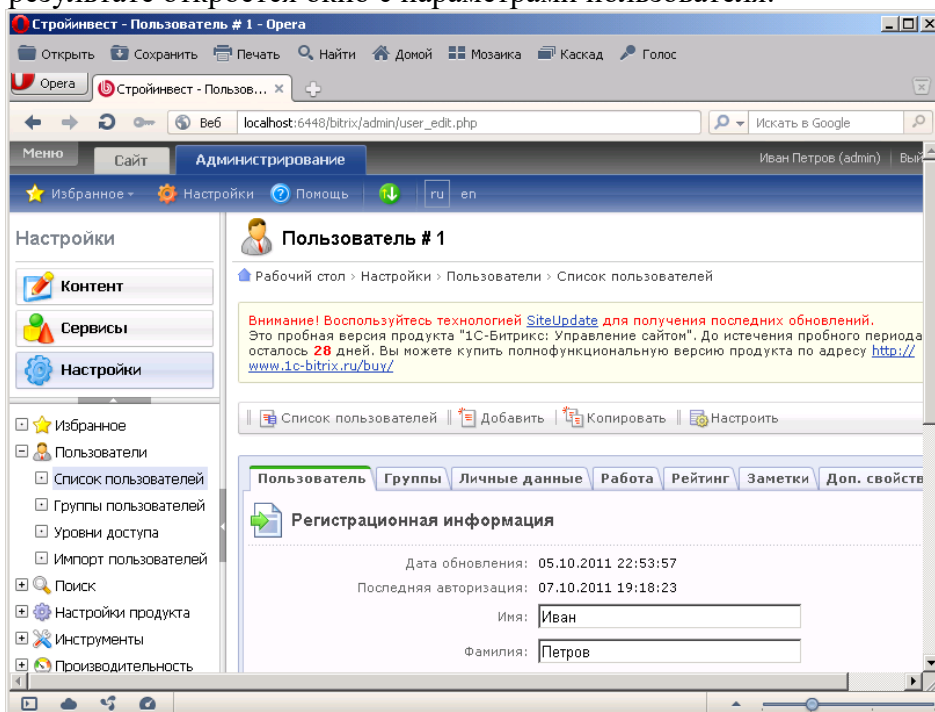 результате откроется окно с параметрами пользователя.
Стройинвест - Пользователь # 1 - Opera
Открыть Сохранить Печать Найти Домой Мозаика Каскад Голос
Opera Стройинвест - Пользов... ×
Веб localhost:6448/bitrix/admin/user_edit.php Искать в Google
Меню Сайт Администрирование Иван Петров (admin) Вый
Избранное Настройки Помощь ru en
Настройки
Контент
Сервисы
Настройки
Избранное
Пользователи
Список пользователей
Группы пользователей
Уровни доступа
Импорт пользователей
Поиск
Настройки продукта
Инструменты
Производительность
Пользователь # 1
Рабочий стол › Настройки › Пользователи › Список пользователей
Внимание! Воспользуйтесь технологией SiteUpdate для получения последних обновлений.
Это пробная версия продукта "1С-Битрикс: Управление сайтом". До истечения пробного периода
осталось 28 дней. Вы можете купить полнофункциональную версию продукта по адресу http://
www.1c-bitrix.ru/buy/
Список пользователей Добавить Копировать Настроить
Пользователь Группы Личные данные Работа Рейтинг Заметки Доп. свойств
Регистрационная информация
Дата обновления: 05.10.2011 22:53:57
Последняя авторизация: 07.10.2011 19:18:23
Имя: Иван
Фамилия: Петров